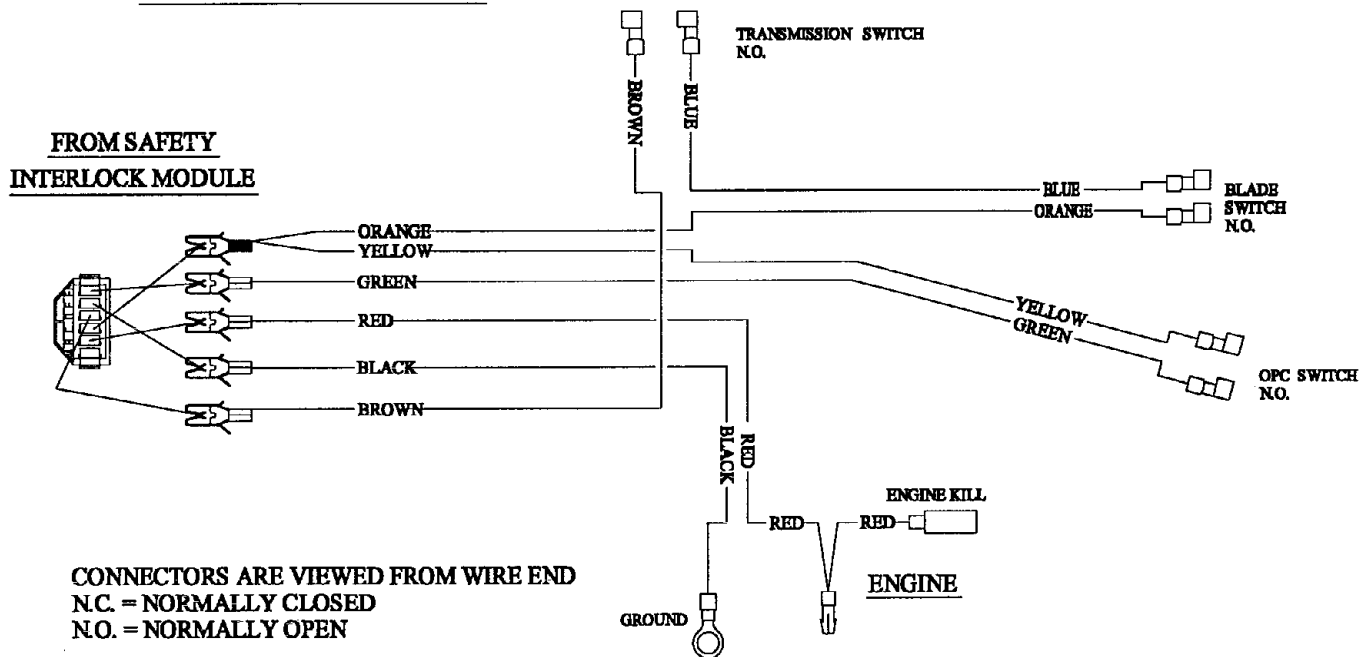 TRANSMISSION SWITCH
N.O.
BROWN
BLUE
FROM SAFETY
INTERLOCK MODULE
BLUE
ORANGE
BLADE
SWITCH
N.O.
ORANGE
YELLOW
GREEN
RED
BLACK
BROWN
YELLOW
GREEN
OPC SWITCH
N.O.
BLACK
RED
ENGINE KILL
RED
RED
ENGINE
GROUND
CONNECTORS ARE VIEWED FROM WIRE END
N.C. = NORMALLY CLOSED
N.O. = NORMALLY OPEN